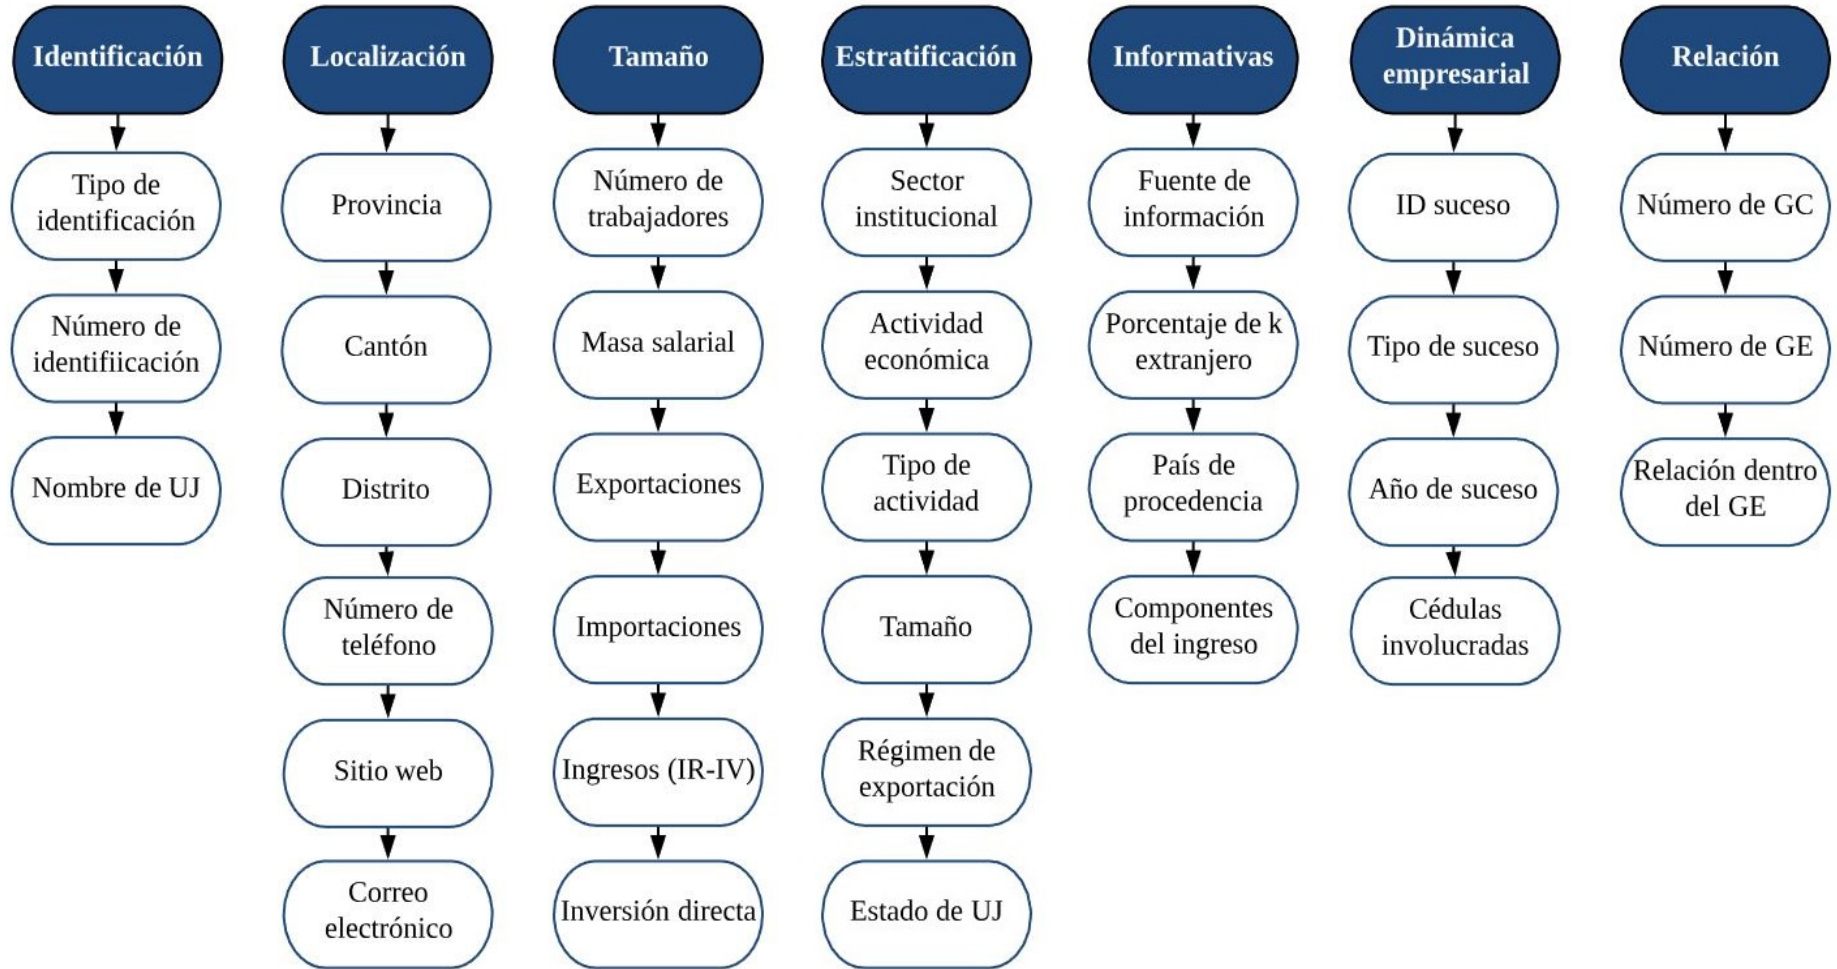 Identificación
Tipo de
identificación
Número de
identifiicación
Nombre de UJ
Localización
Provincia
Cantón
Distrito
Número de
teléfono
Sitio web
Correo
electrónico
Tamaño
Número de
trabajadores
Masa salarial
Exportaciones
Importaciones
Ingresos (IR-IV)
Inversión directa
Estratificación
Sector
institucional
Actividad
económica
Tipo de
actividad
Tamaño
Régimen de
exportación
Estado de UJ
Informativas
Fuente de
información
Porcentaje de k
extranjero
País de
procedencia
Componentes
del ingreso
Dinámica
empresarial
ID suceso
Tipo de suceso
Año de suceso
Cédulas
involucradas
Relación
Número de GC
Número de GE
Relación dentro
del GE